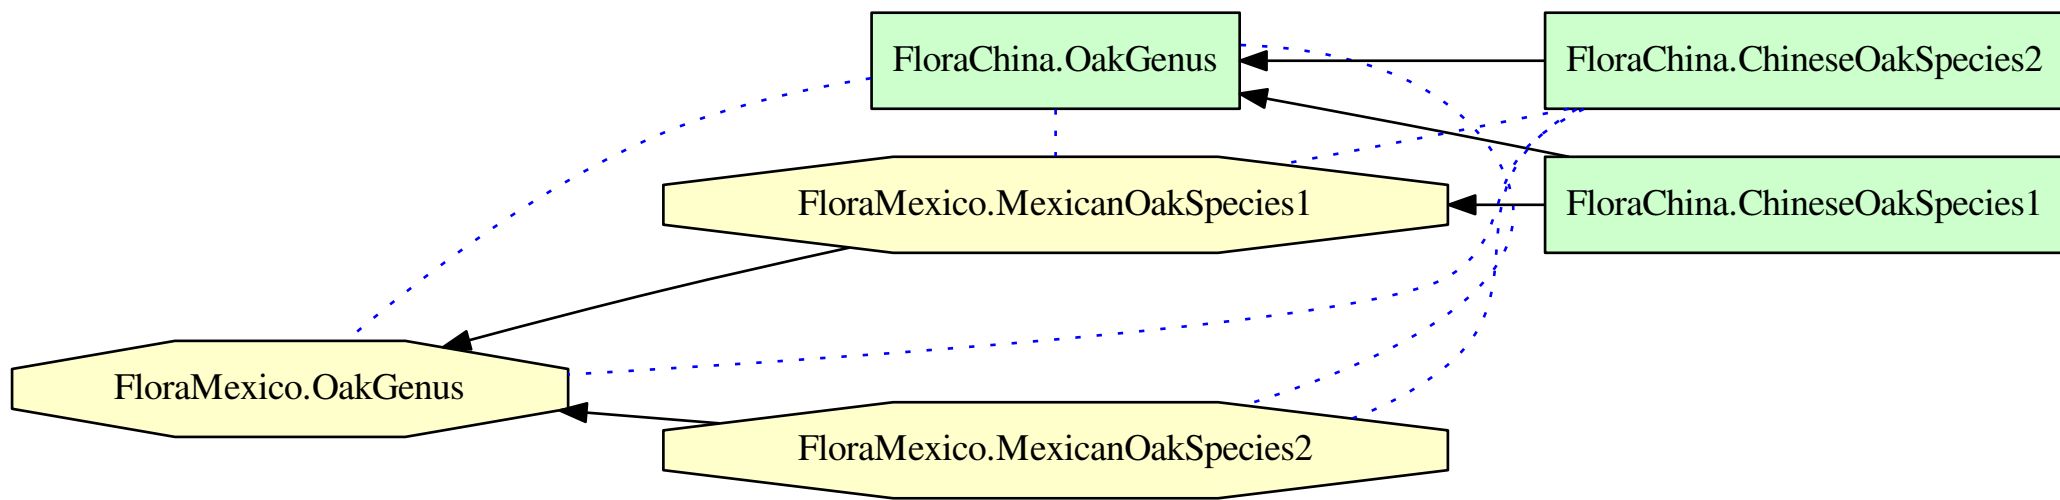 FloraChina.OakGenus
FloraChina.ChineseOakSpecies2
FloraMexico.MexicanOakSpecies1
FloraChina.ChineseOakSpecies1
FloraMexico.OakGenus
FloraMexico.MexicanOakSpecies2